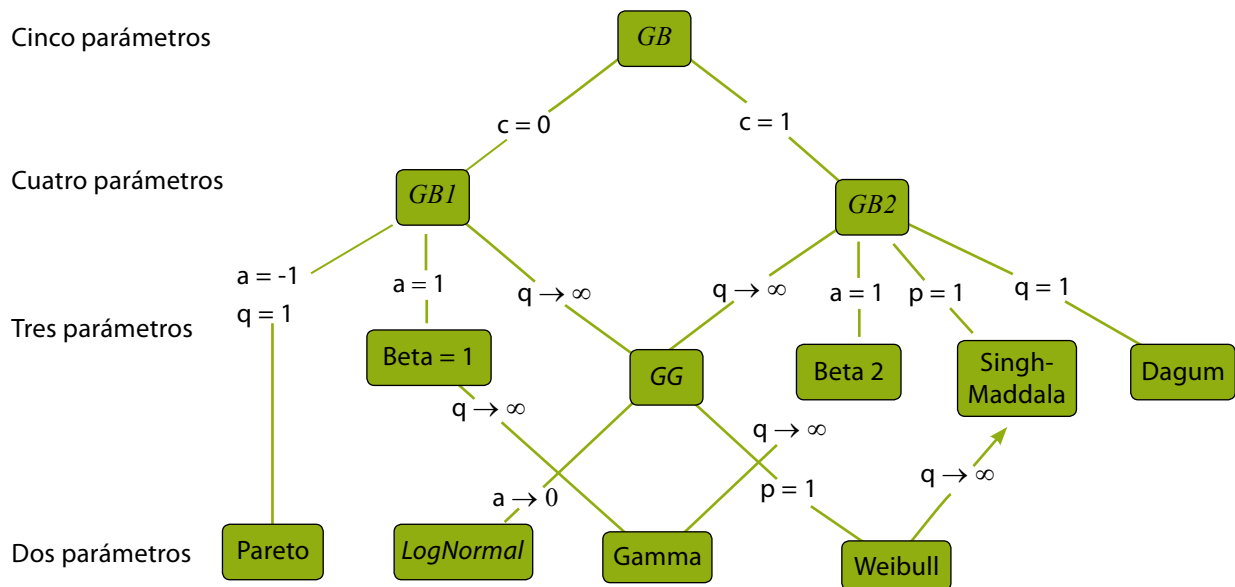 Cinco parámetros
GB
c = 0
c = 1
Cuatro parámetros
GB1
GB2
a = -1
q = 1
a = 1
q → ∞
q → ∞
a = 1
p = 1
q = 1
Tres parámetros
Beta = 1
GG
Beta 2
Singh-
Maddala
Dagum
q → ∞
q → ∞
a → 0
p = 1
q → ∞
Dos parámetros
Pareto
LogNormal
Gamma
Weibull